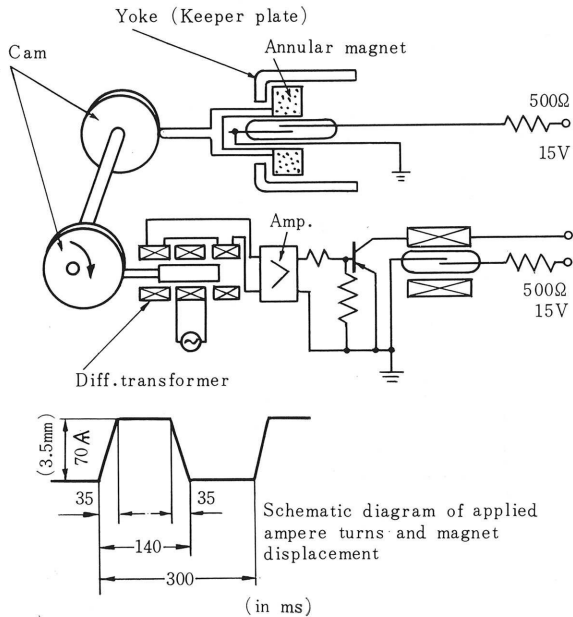 Yoke (Keeper plate)
Annular magnet
Cam
500Ω
15V
Amp.
500Ω
15V
Diff.transformer
(3.5mm)
70A
35
35
140
300
(in ms)
Schematic diagram of applied
ampere turns and magnet
displacement